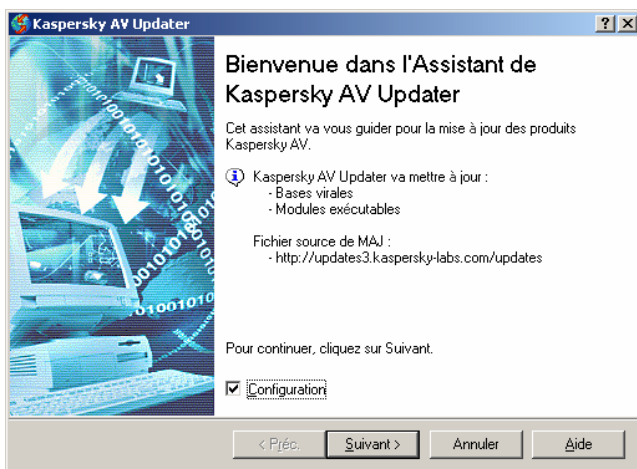 Kaspersky AV Updater
Bienvenue dans l'Assistant de
Kaspersky AV Updater
Cet assistant va vous guider pour la mise à jour des produits
Kaspersky AV.
Kaspersky AV Updater va mettre à jour :
- Bases virales
- Modules exécutables
Fichier source de MAJ :
- http://updates3.kaspersky-labs.com/updates
Pour continuer, cliquez sur Suivant.
Configuration
< Préc. Suivant > Annuler Aide